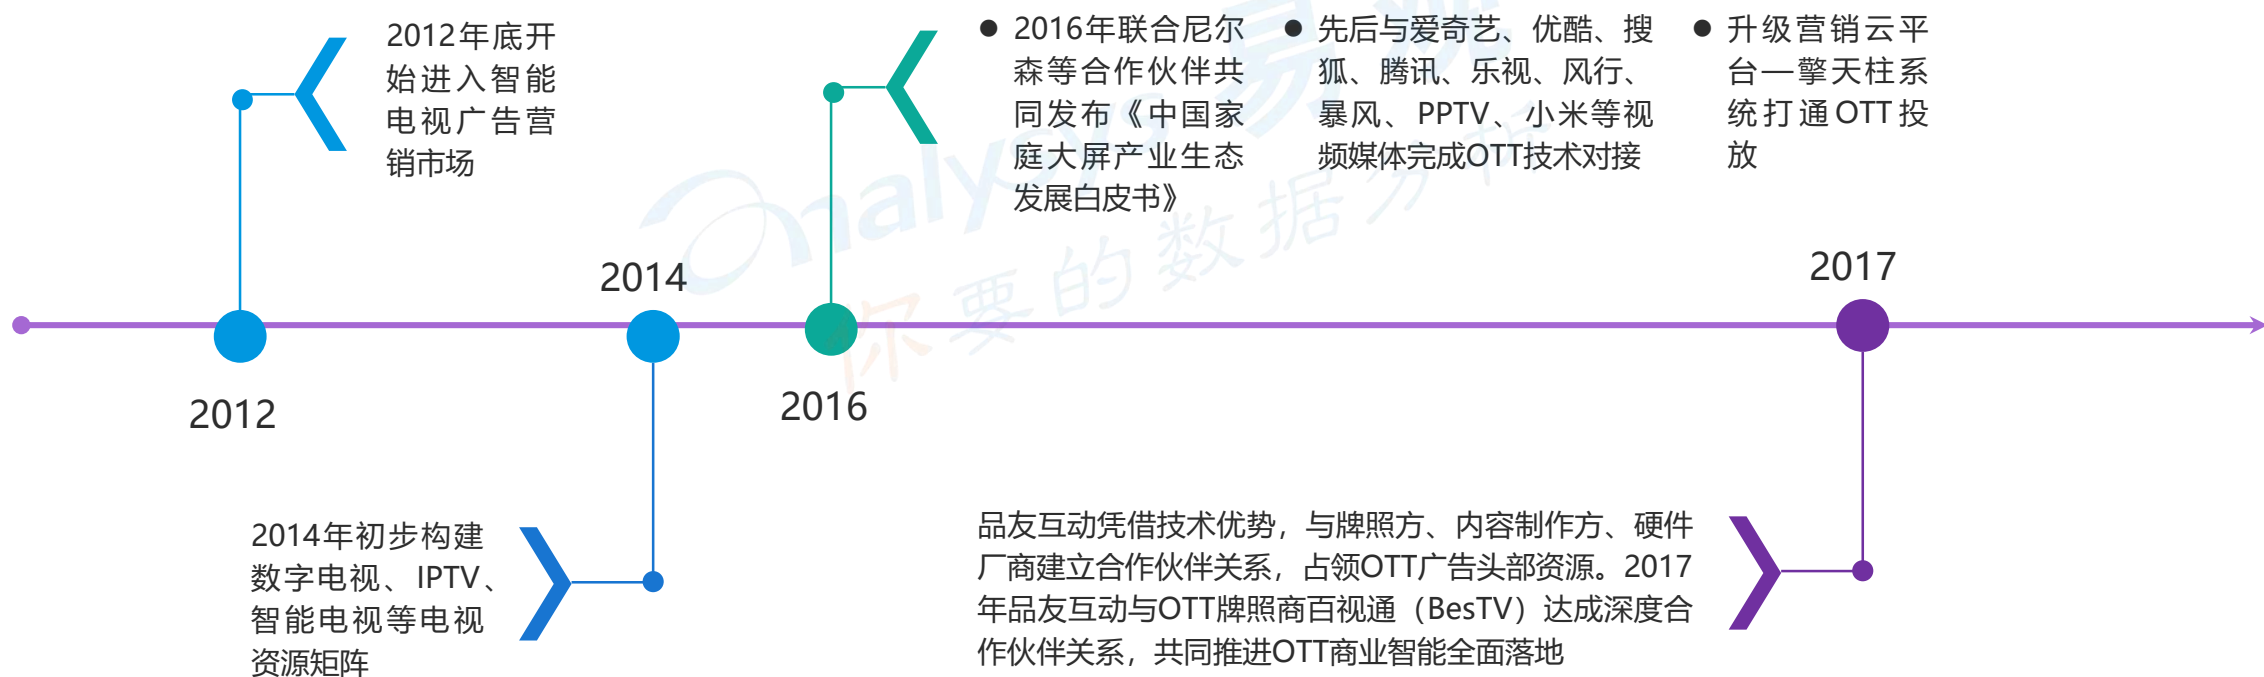 2012年底开
始进入智能
电视广告营
销市场
● 2016年联合尼尔
森等合作伙伴共
同发布《中国家
庭大屏产业生态
发展白皮书》
● 先后与爱奇艺、优酷、搜
狐、腾讯、乐视、风行、
暴风、PPTV、小米等视
频媒体完成OTT技术对接
● 升级营销云平
台—擎天柱系
统打通OTT投
放
analysys 易观
你要的数据分析
2012
2014
2016
2017
2014年初步构建
数字电视、IPTV、
智能电视等电视
资源矩阵
品友互动凭借技术优势，与牌照方、内容制作方、硬件
厂商建立合作伙伴关系，占领OTT广告头部资源。2017
年品友互动与OTT牌照商百视通（BesTV）达成深度合
作伙伴关系，共同推进OTT商业智能全面落地